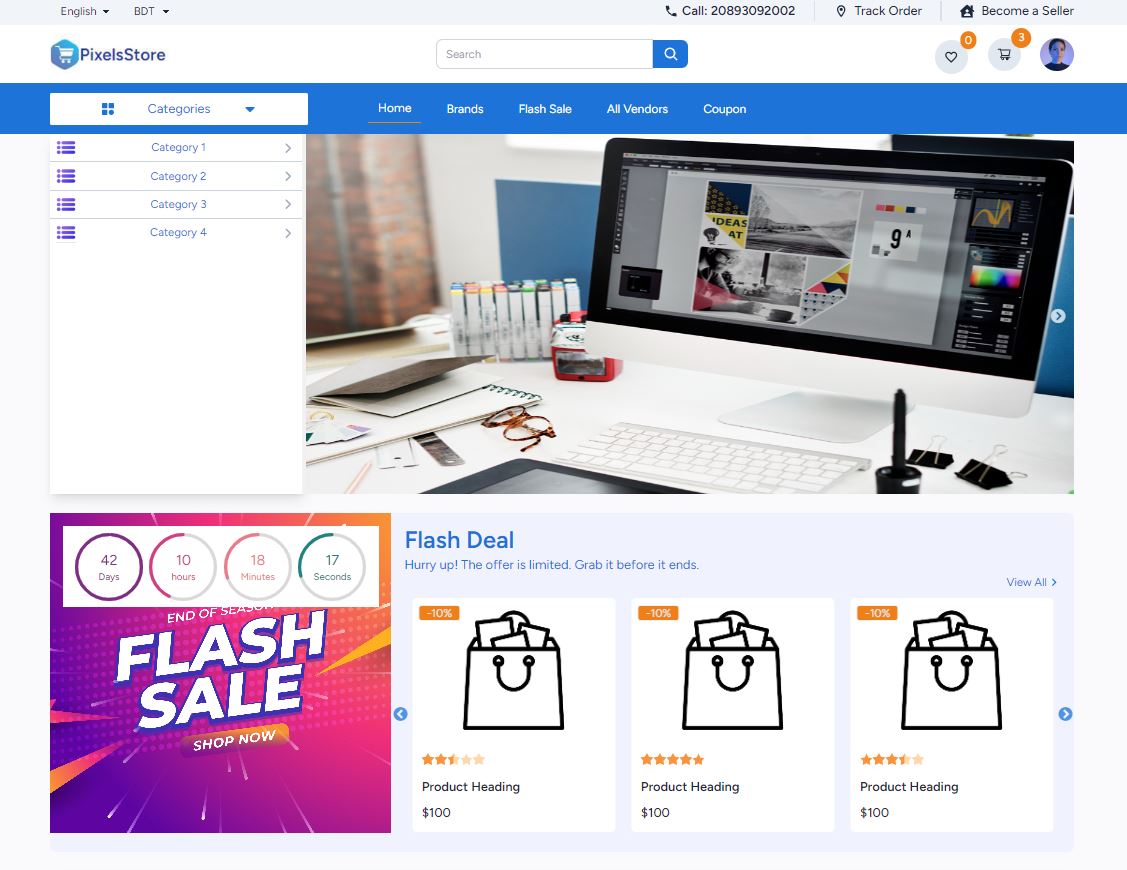 English
BDT
Call: 20893092002
Track Order
Become a Seller
PixelsStore
Search
0
3
Categories
Home
Brands
Flash Sale
All Vendors
Coupon
Category 1
Category 2
Category 3
Category 4
IDEAS
AT
9 A
42
Days
10
hours
18
Minutes
17
Seconds
END OF SEASON
FLASH
SALE
SHOP NOW
Flash Deal
Hurry up! The offer is limited. Grab it before it ends.
View All
-10%
Product Heading
$100
-10%
Product Heading
$100
-10%
Product Heading
$100